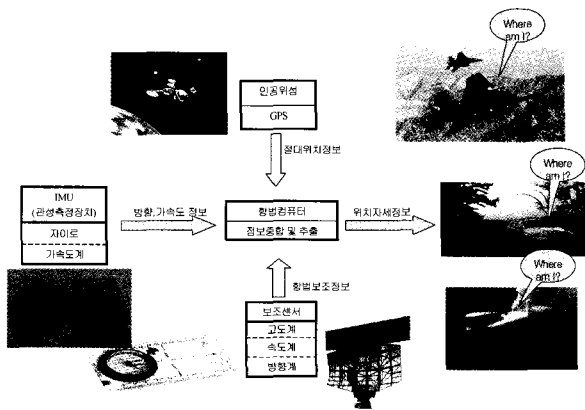 Where
am I?
인공위성
GPS
절대위치정보
Where
am I?
IMU
(관성측정장치)
자이로
가속도계
방향,가속도 정보
항법컴퓨터
정보종합 및 추출
위치자세정보
항법보조정보
Where
am I?
보조센서
고도계
속도계
방향계